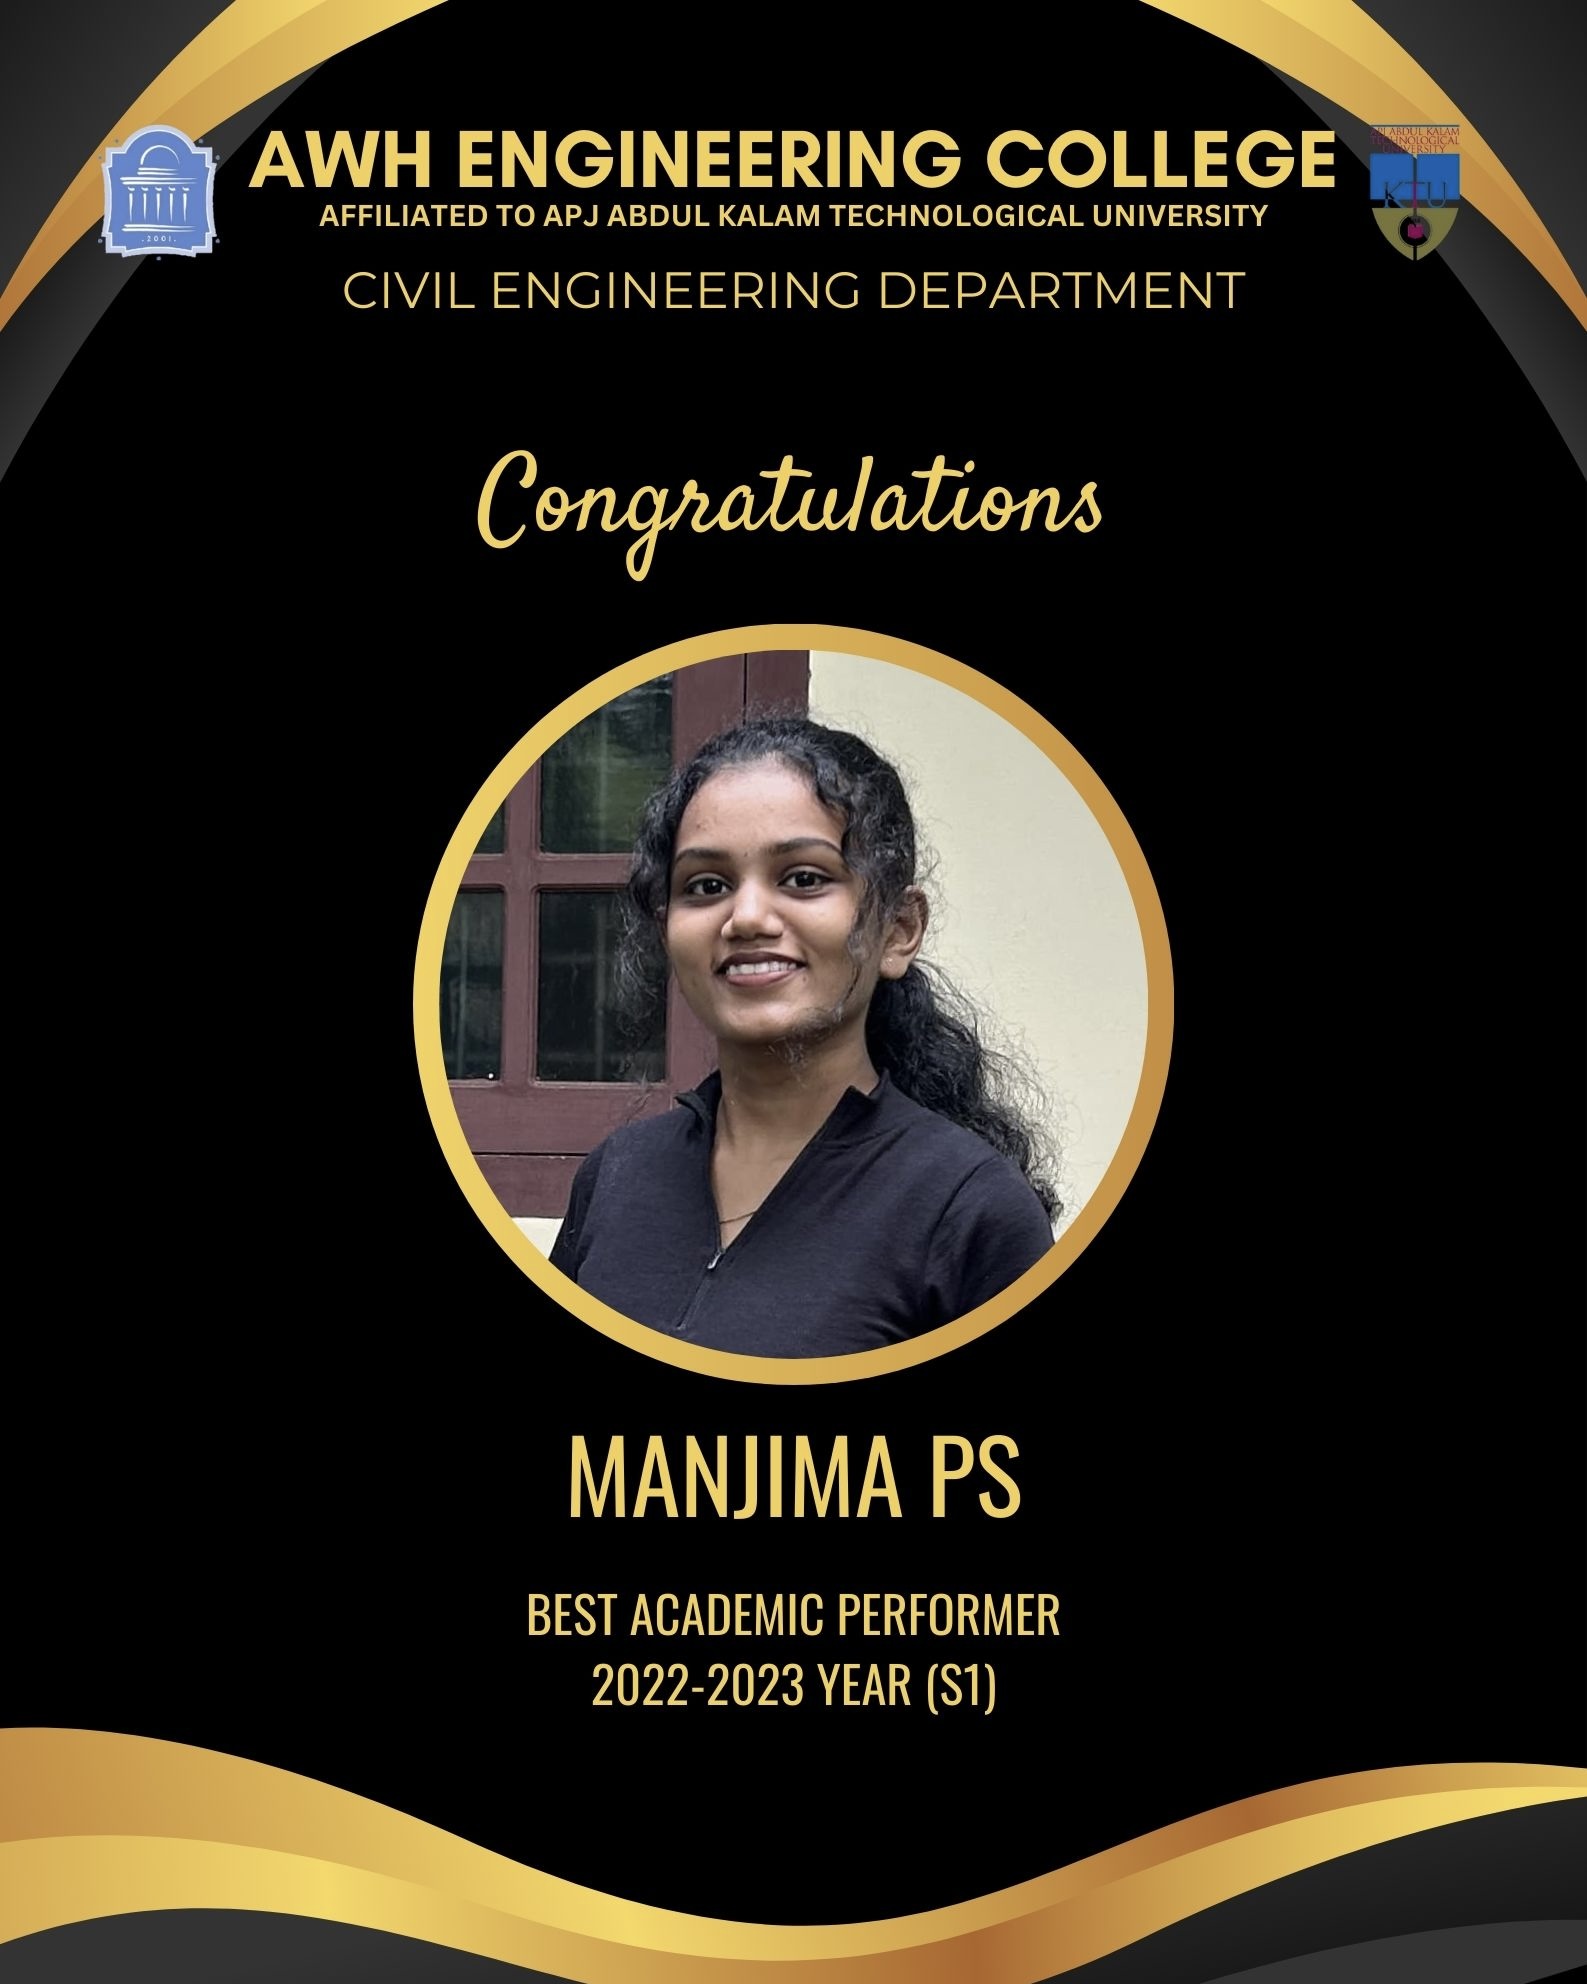 AWH ENGINEERING COLLEGE
AFFILIATED TO APJ ABDUL KALAM TECHNOLOGICAL UNIVERSITY
CIVIL ENGINEERING DEPARTMENT
.2001.
APJ ABDUL KALAM
TECHNOLOGICAL
UNIVERSITY
KTU
Congratulations
MANJIMA PS
BEST ACADEMIC PERFORMER
2022-2023 YEAR (S1)